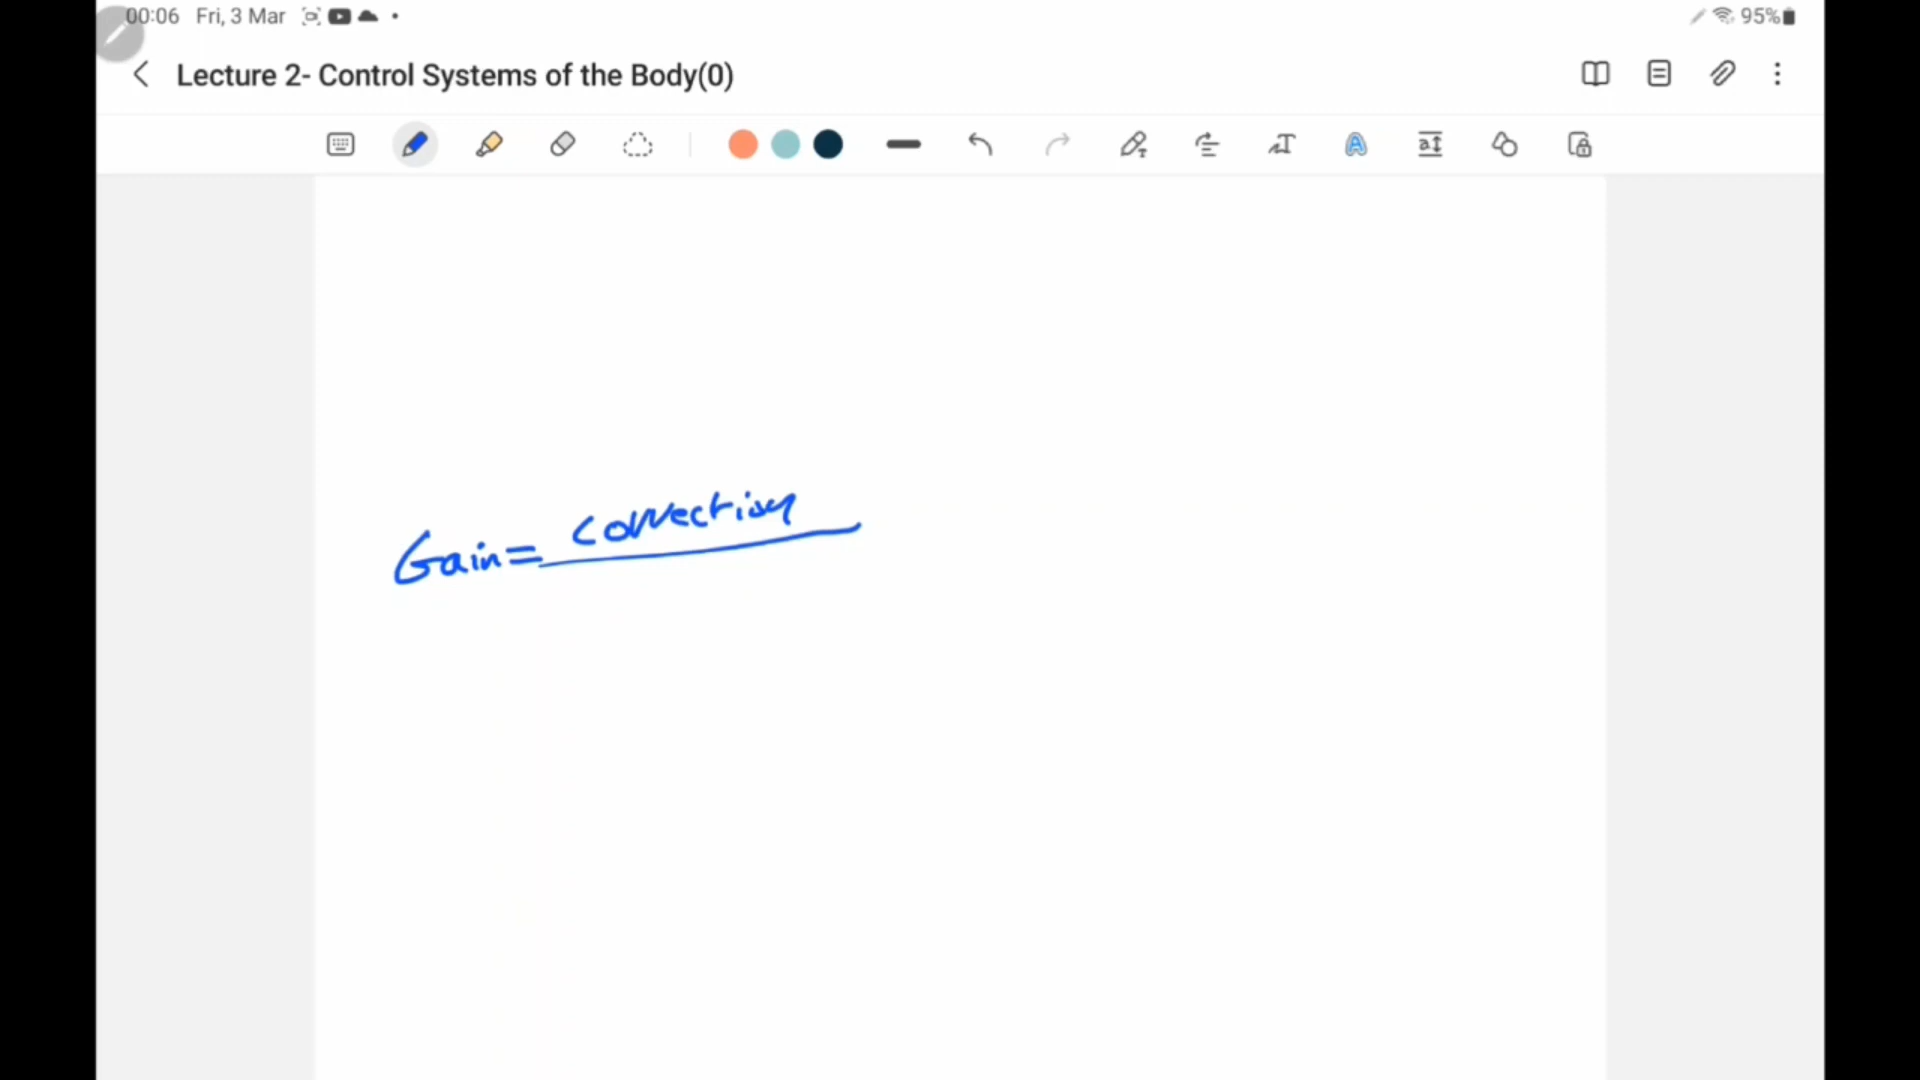 00:06 Fri, 3 Mar 95%
Lecture 2- Control Systems of the Body(0)
Gain= correction